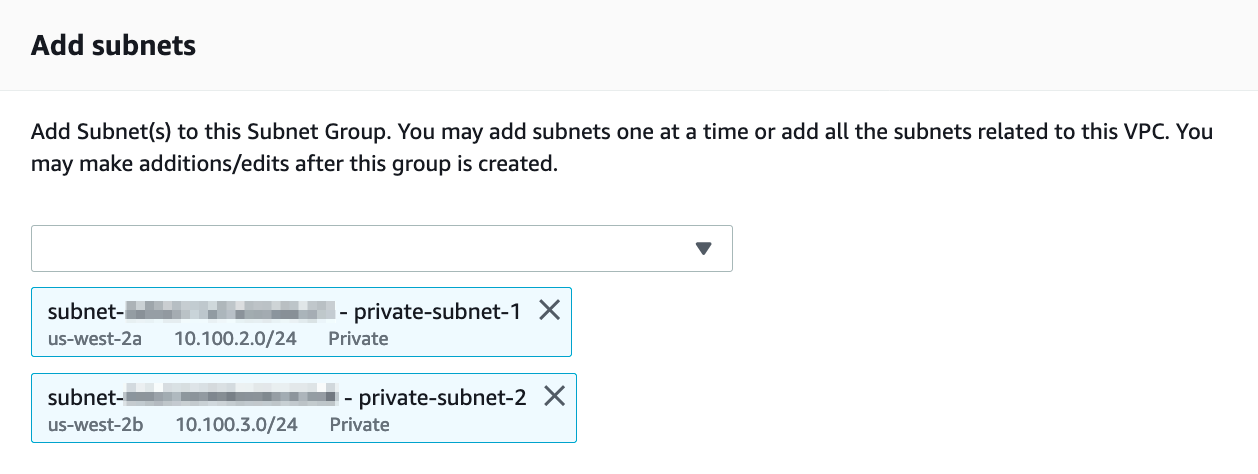 Add subnets
Add Subnet(s) to this Subnet Group. You may add subnets one at a time or add all the subnets related to this VPC. You
may make additions/edits after this group is created.
subnet- - private-subnet-1
us-west-2a 10.100.2.0/24 Private
subnet- - private-subnet-2
us-west-2b 10.100.3.0/24 Private